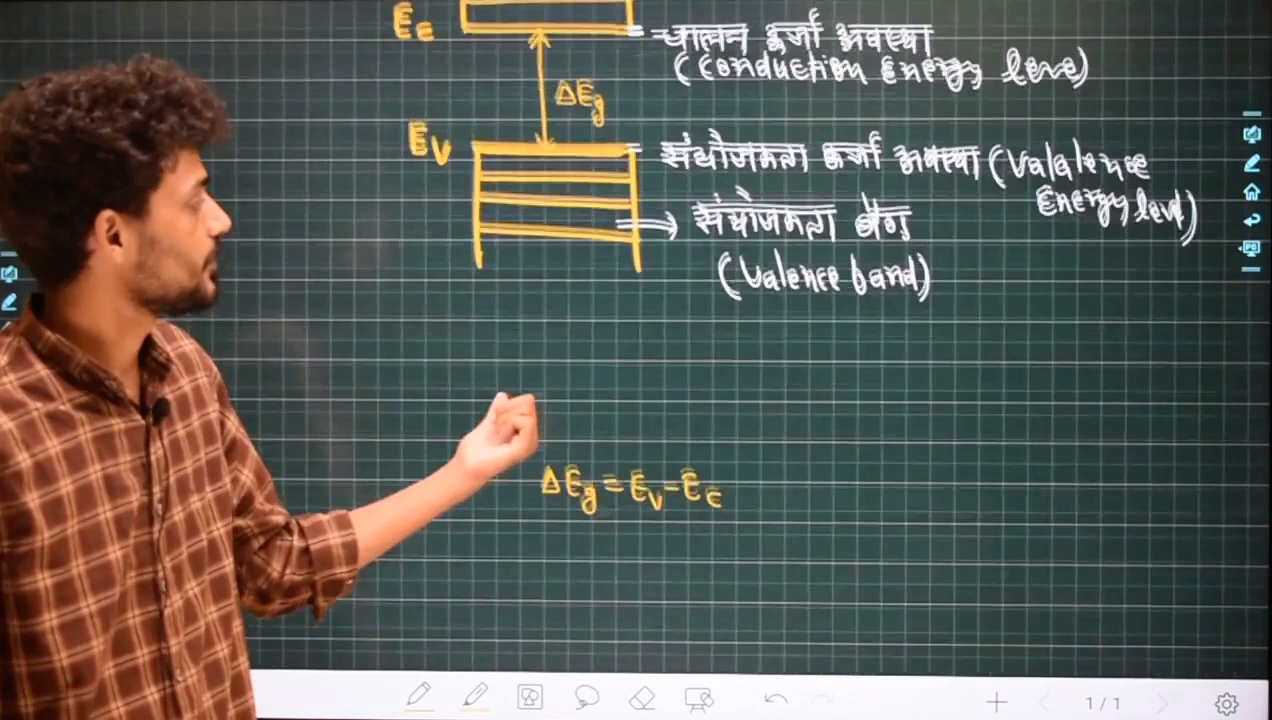 Ec
चालन ऊर्जा अवस्था
(Conduction Energy level)
ΔEg
Ev
संयोजकता ऊर्जा अवस्था (Valalence
Energy level)
संयोजकता बैण्ड
(Valence band)
ΔEg = Ev - Ec
1 / 1